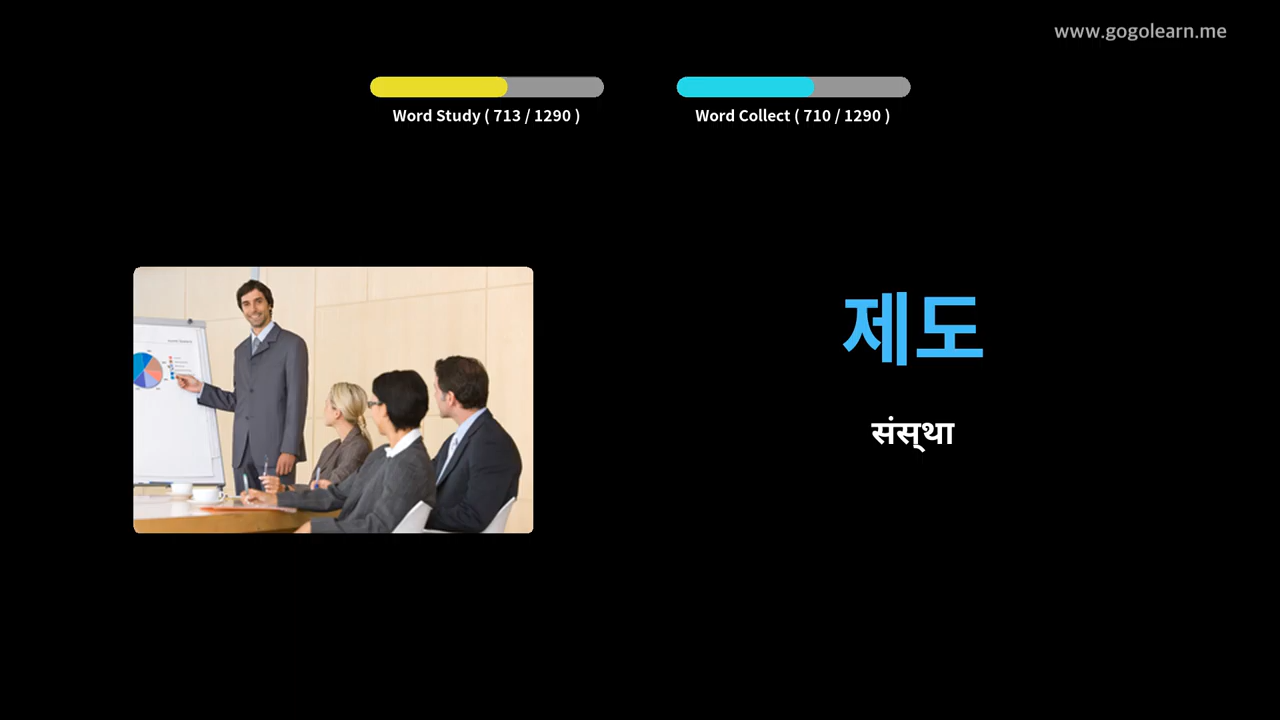 www.gogolearn.me
Word Study ( 713 / 1290 )
Word Collect ( 710 / 1290 )
제도
संस्था